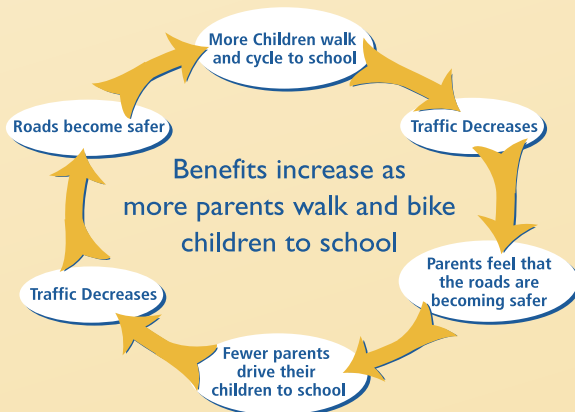 More Children walk
and cycle to school
Traffic Decreases
Parents feel that
the roads are
becoming safer
Fewer parents
drive their
children to school
Traffic Decreases
Roads become safer
Benefits increase as
more parents walk and bike
children to school